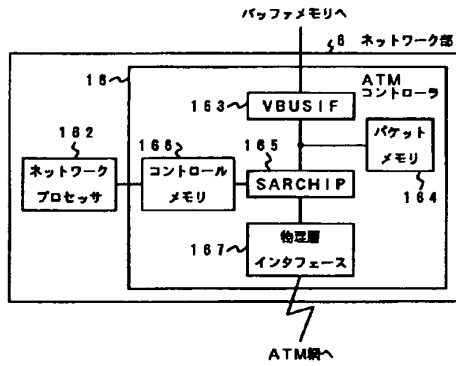 バッファメモリへ
6 ネットワーク部
16
ATM
コントローラ
163
VBUSIF
162
166
165
パケット
メモリ
164
ネットワーク
プロセッサ
コントロール
メモリ
SARCHIP
167
物理層
インタフェース
ATM網へ